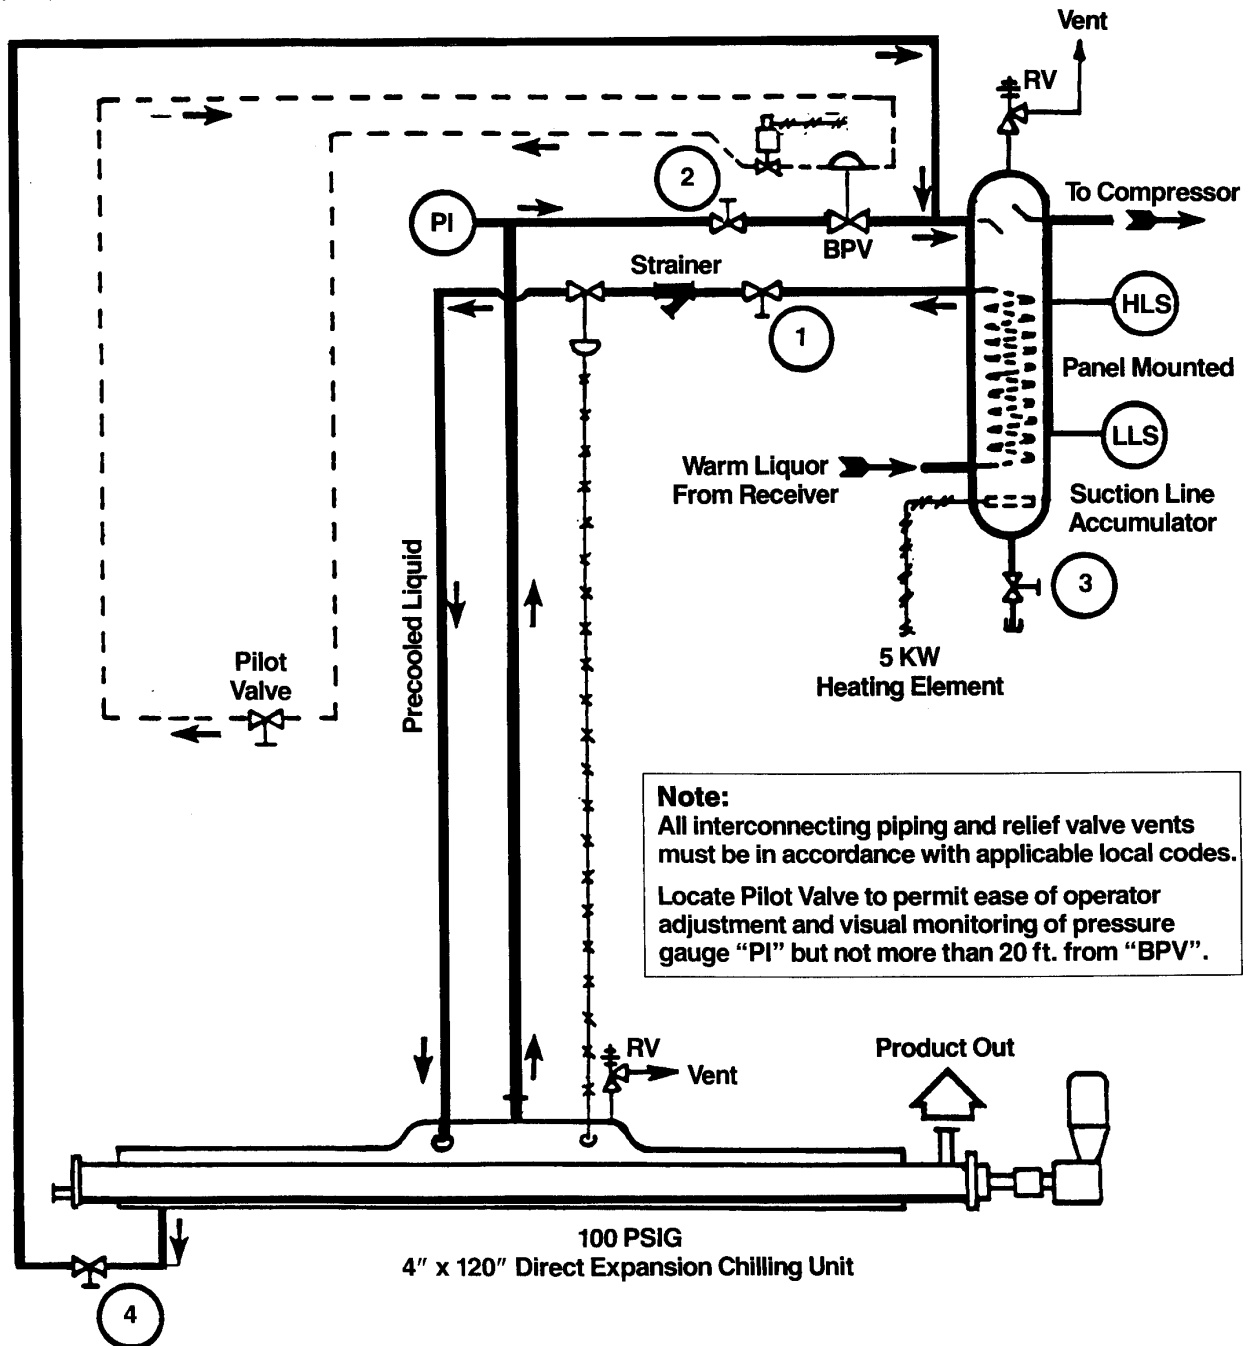 Vent
RV
To Compressor
2
PI
BPV
Strainer
HLS
1
Panel Mounted
LLS
Warm Liquor
From Receiver
Suction Line
Accumulator
3
Precooled Liquid
5 KW
Heating Element
Pilot
Valve
Note:
All interconnecting piping and relief valve vents
must be in accordance with applicable local codes.
Locate Pilot Valve to permit ease of operator
adjustment and visual monitoring of pressure
gauge "PI" but not more than 20 ft. from "BPV".
RV
Vent
Product Out
100 PSIG
4" x 120" Direct Expansion Chilling Unit
4